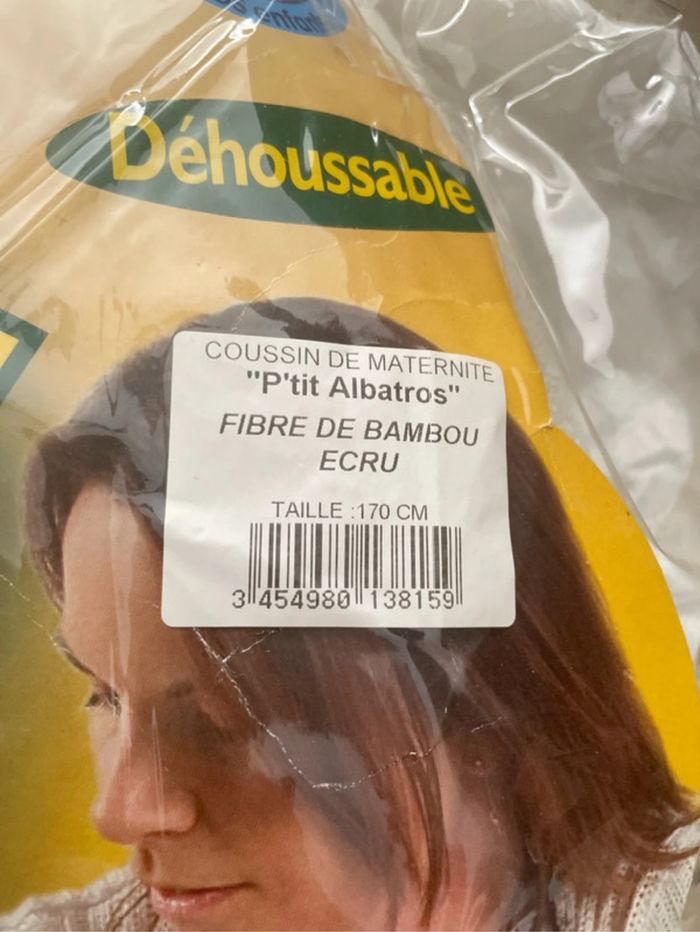 Déhoussable
COUSSIN DE MATERNITE
"P'tit Albatros"
FIBRE DE BAMBOU
ECRU
TAILLE :170 CM
3 454980 138159